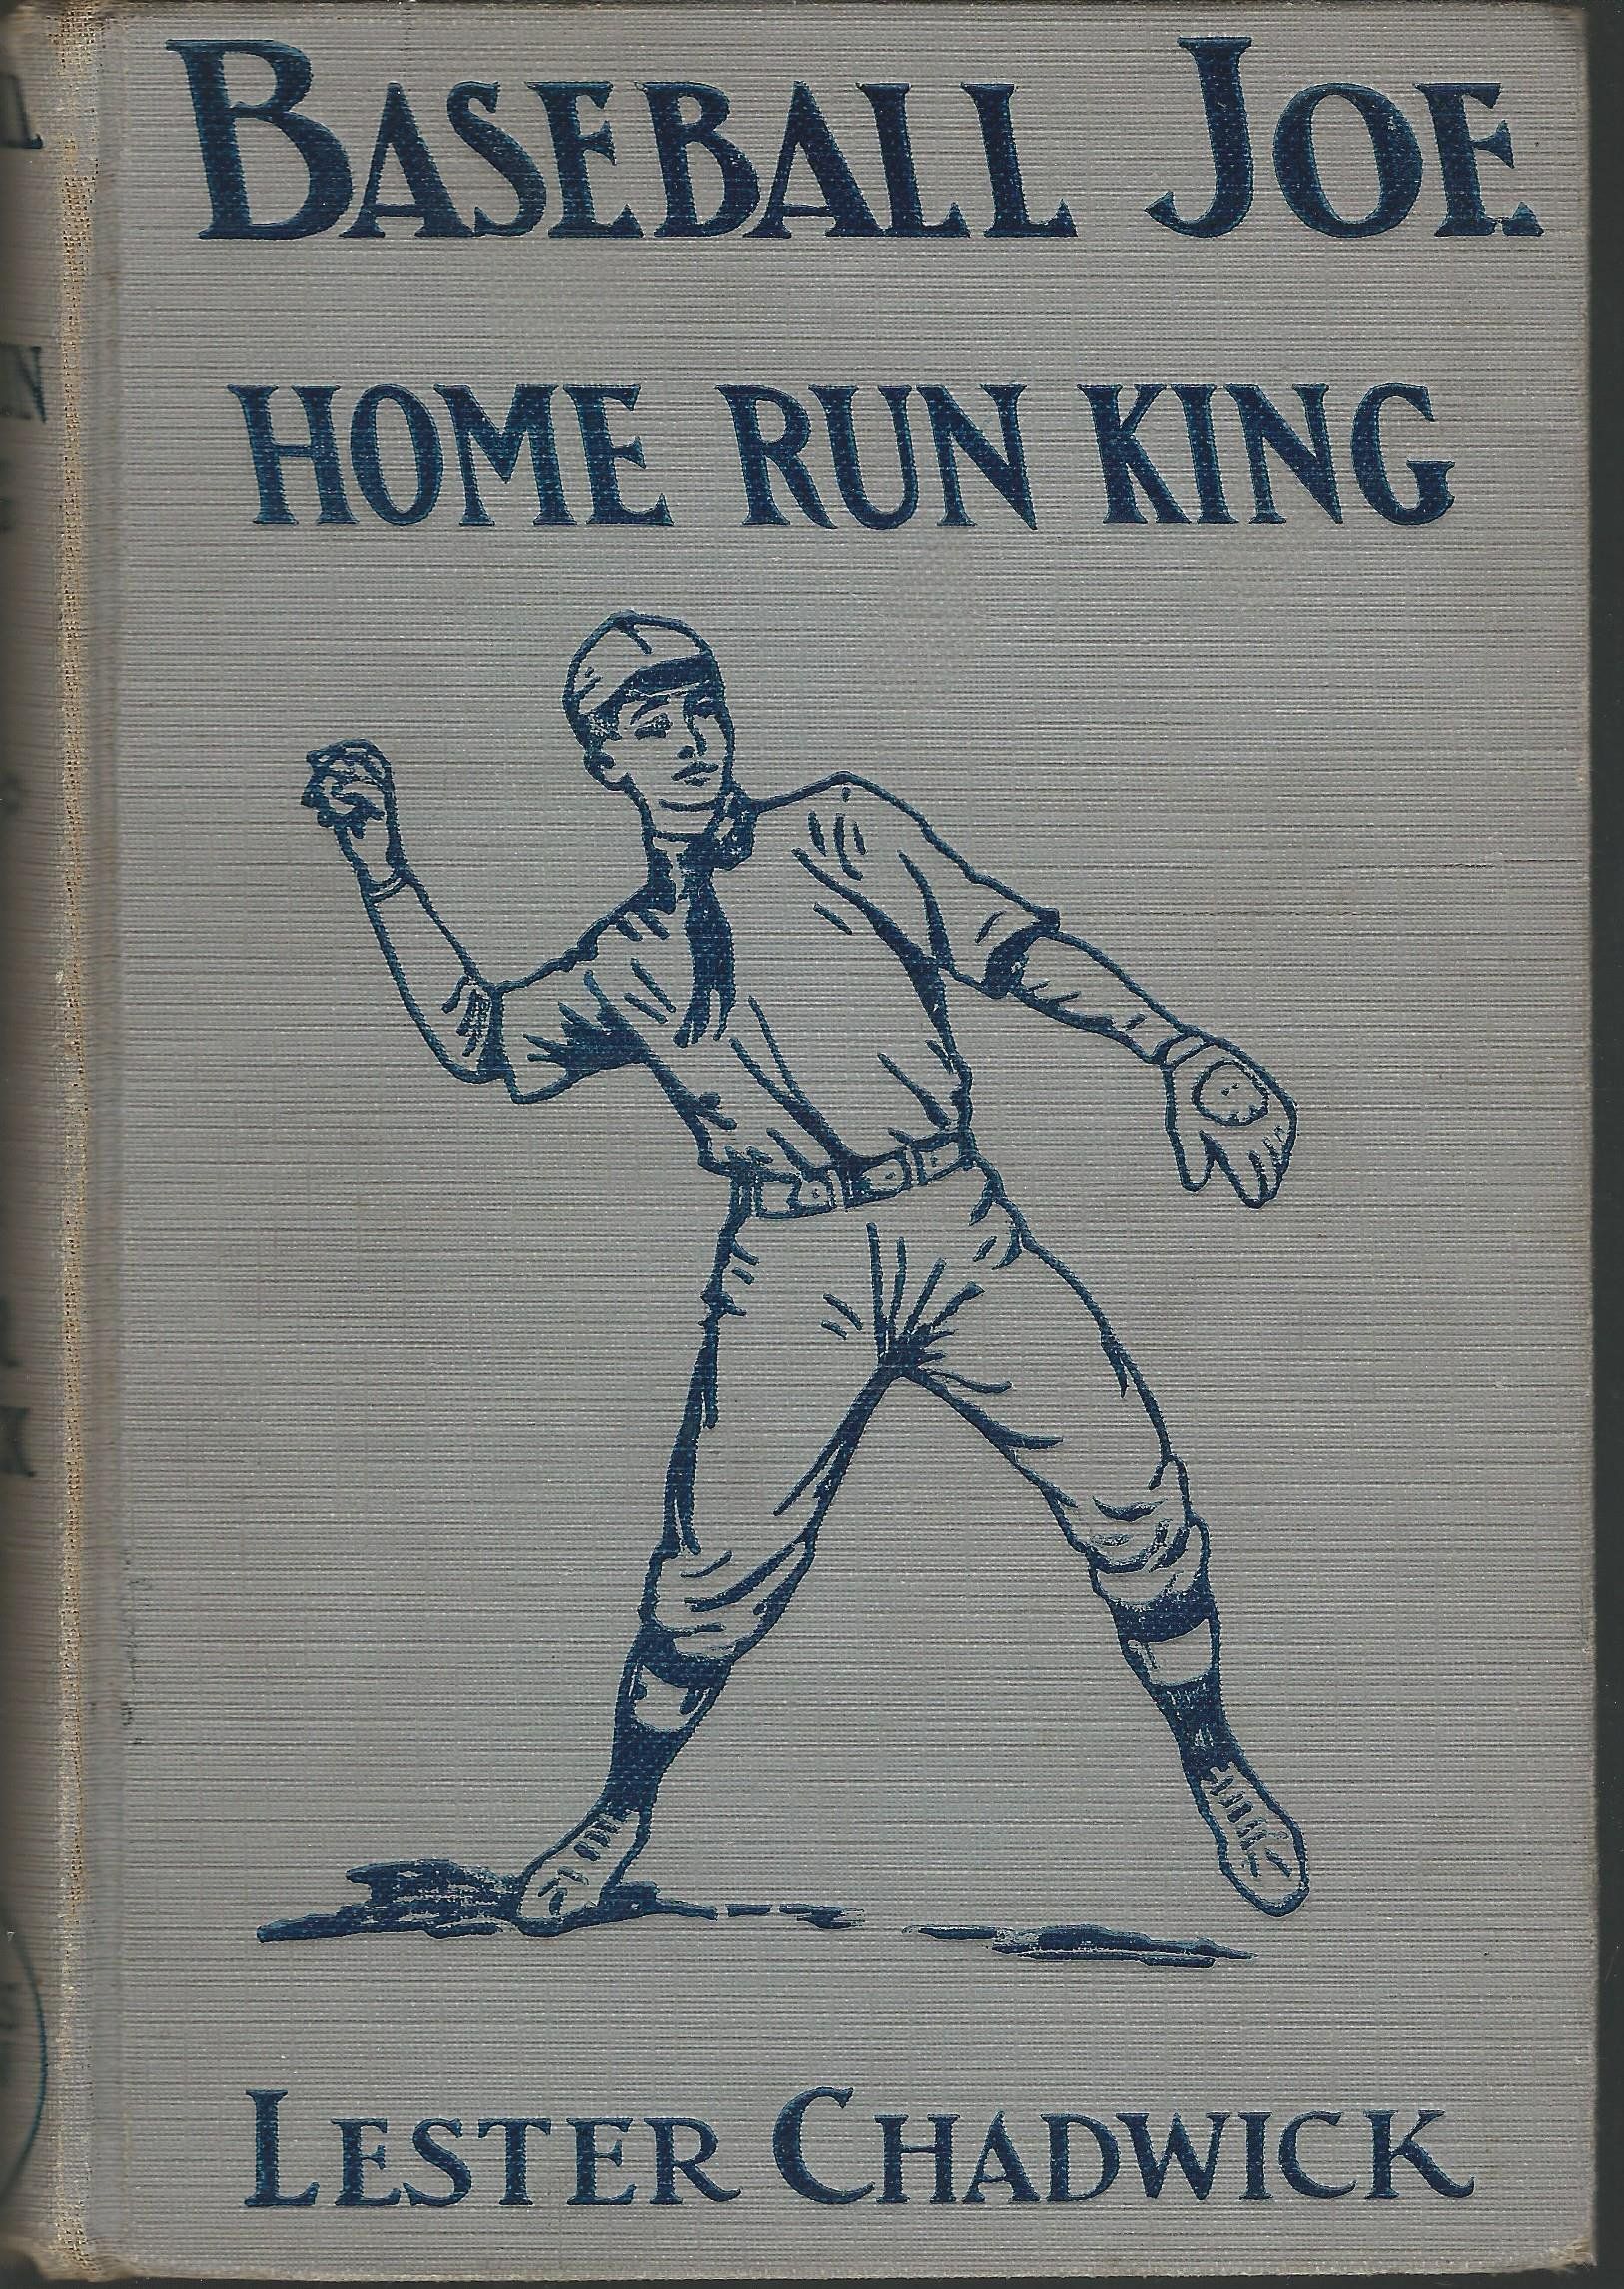 BASEBALL JOE
HOME RUN KING
LESTER CHADWICK